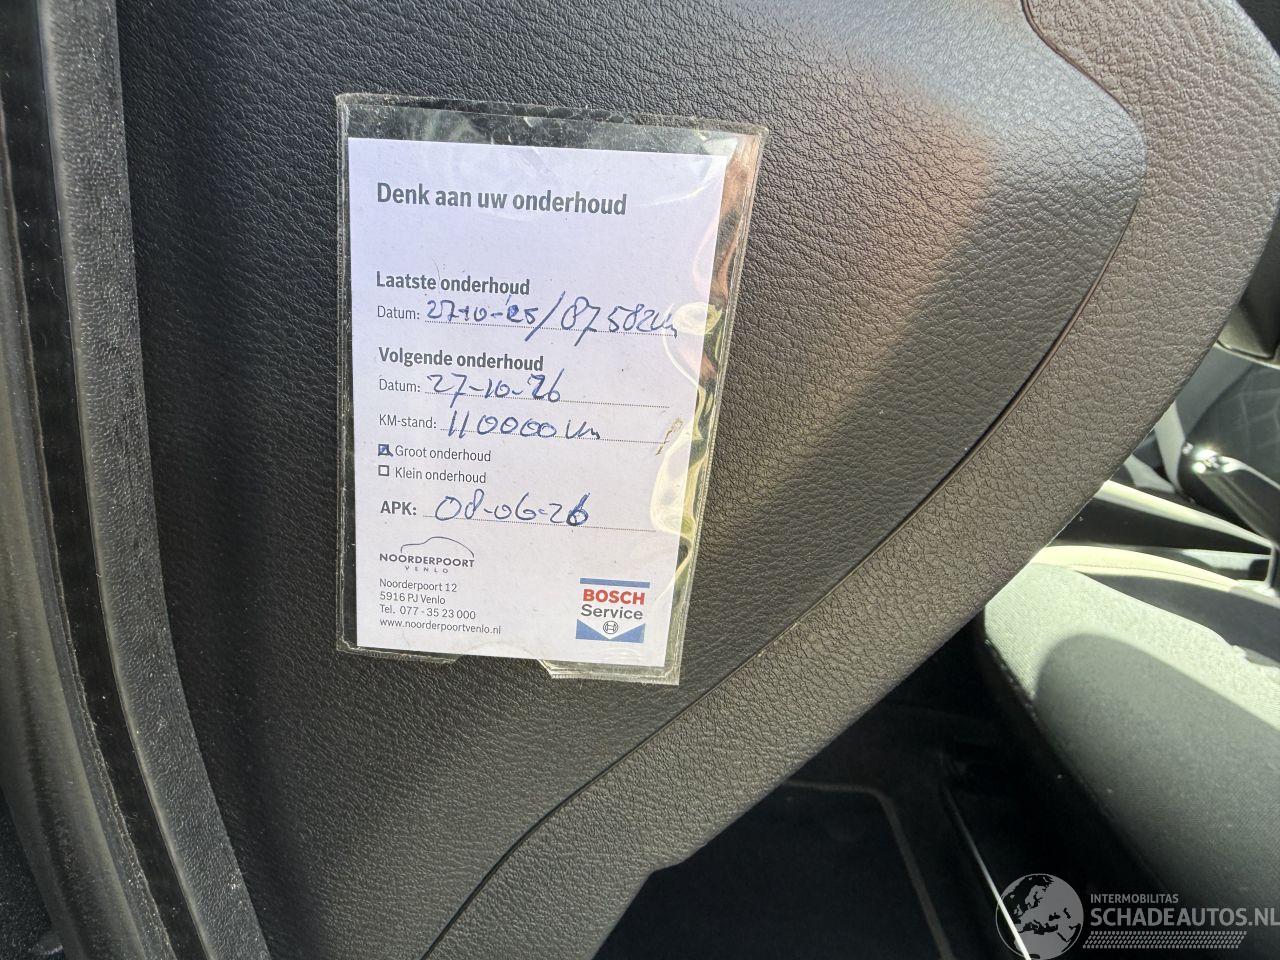 Denk aan uw onderhoud
Laatste onderhoud
Datum: 27-10-25/87582km
Volgende onderhoud
Datum: 27-10-26
KM-stand: 110000 km
Groot onderhoud
Klein onderhoud
APK: 08-06-26
NOORDERPOORT
VENLO
Noorderpoort 12
5916 PJ Venlo
Tel. 077 - 35 23 000
www.noorderpoortvenlo.nl
BOSCH
Service
INTERMOBILITAS
SCHADEAUTOS.NL